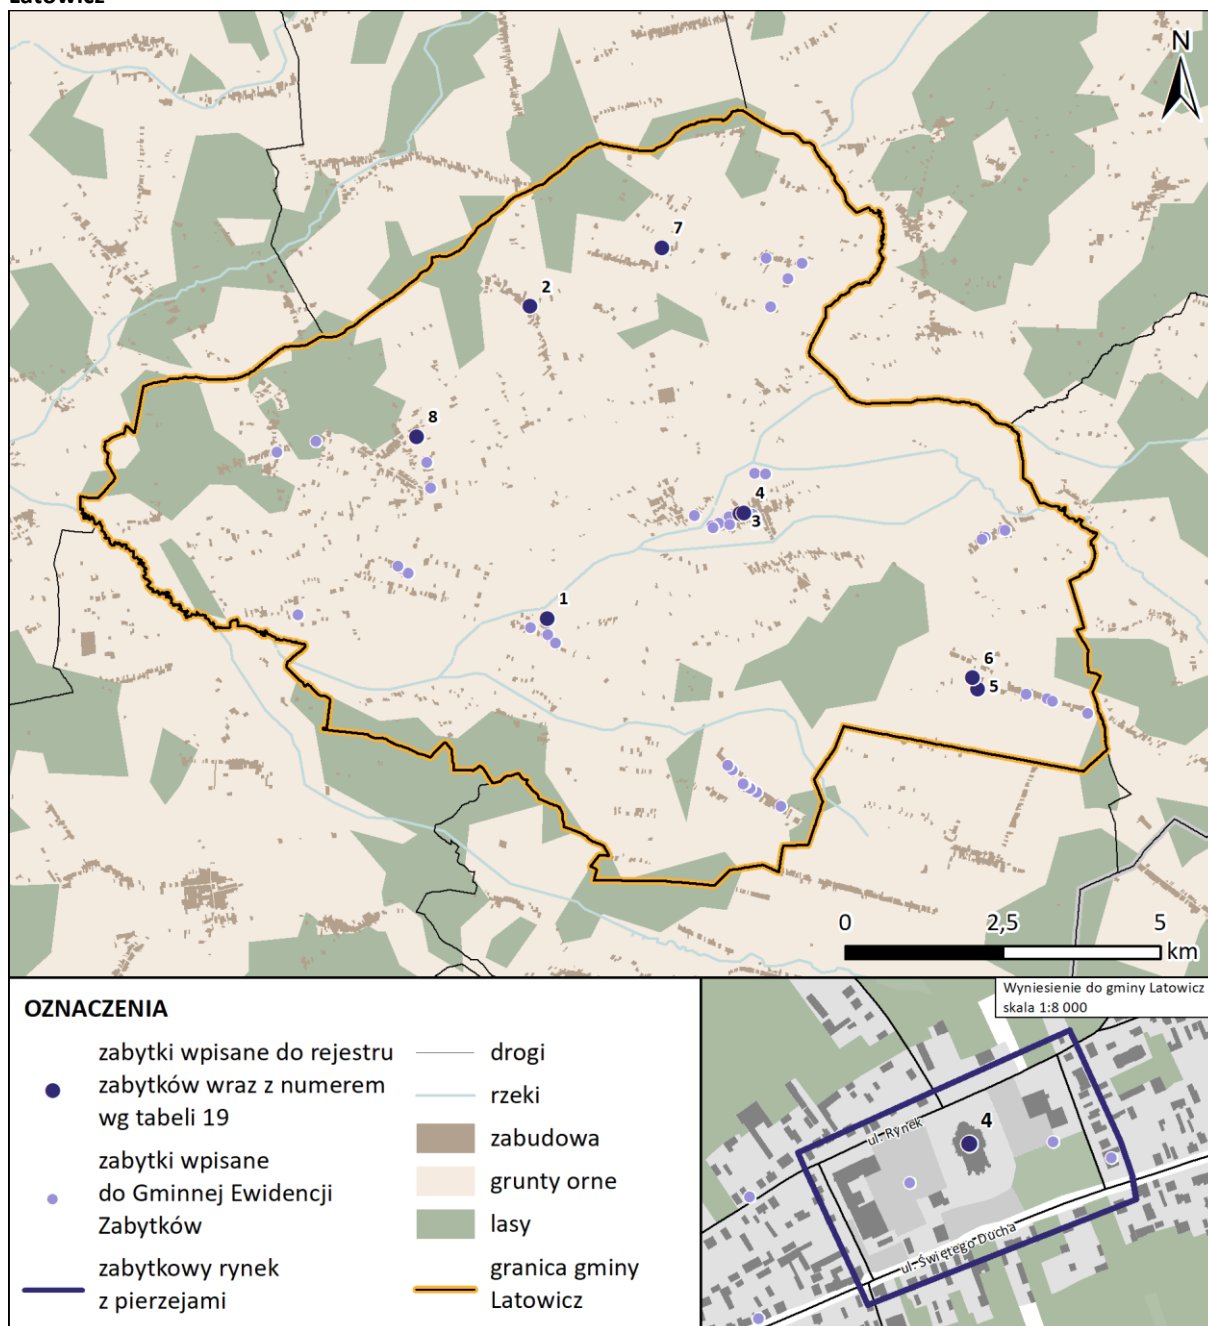 Latowicz
N
7
2
8
4
3
1
6
5
0 2,5 5
km
OZNACZENIA
zabytki wpisane do rejestru
zabytków wraz z numerem
wg tabeli 19
zabytki wpisane
do Gminnej Ewidencji
Zabytków
zabytkowy rynek
z pierzejami
drogi
rzeki
zabudowa
grunty orne
lasy
granica gminy
Latowicz
Wyniesienie do gminy Latowicz
skala 1:8 000
4
ul. Rynek
ul. Świętego Ducha